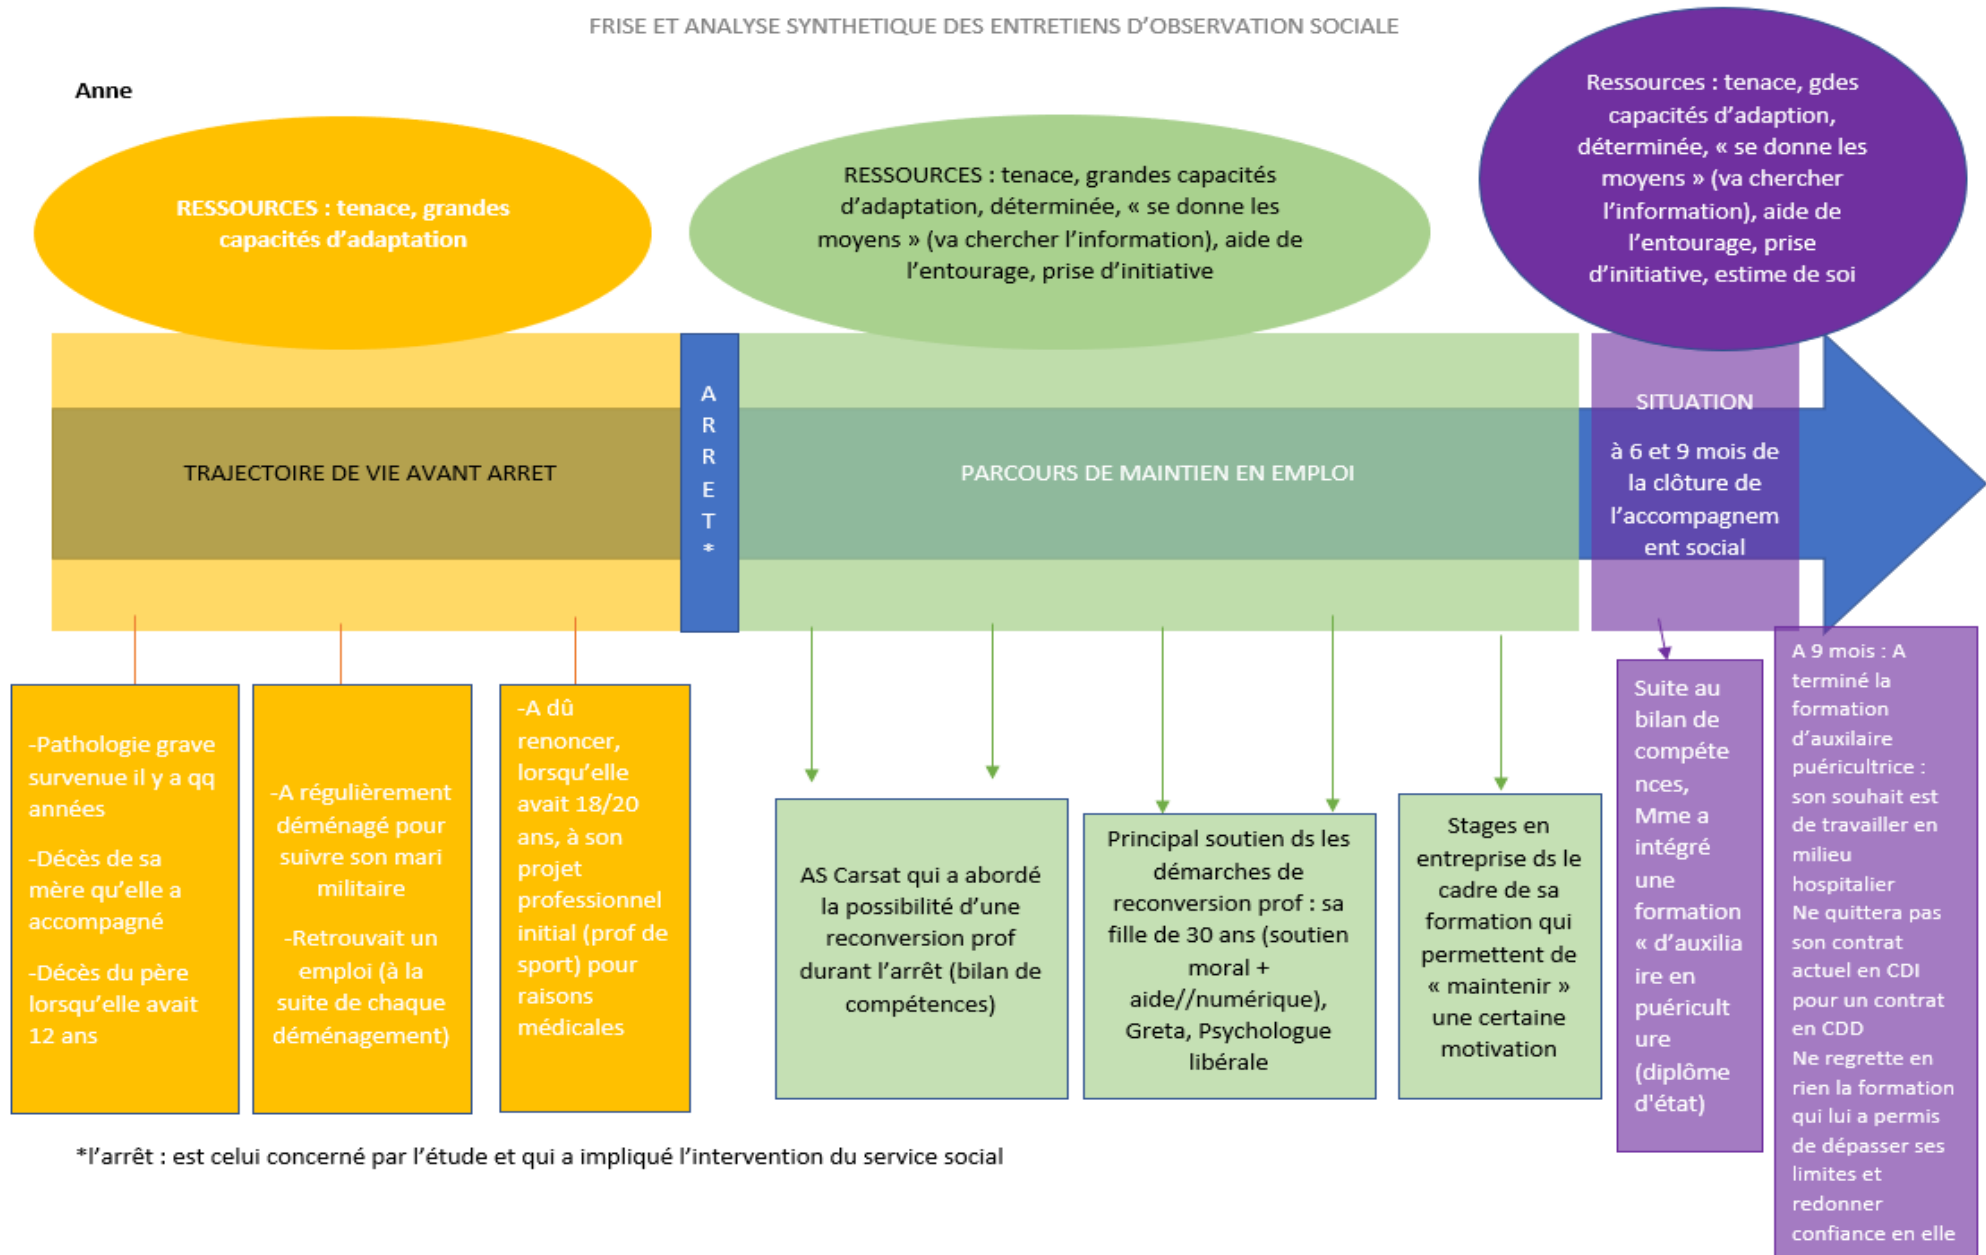 FRISE ET ANALYSE SYNTHETIQUE DES ENTRETIENS D'OBSERVATION SOCIALE
Anne
RESSOURCES : tenace, grandes
capacités d'adaptation
RESSOURCES : tenace, grandes capacités
d'adaptation, déterminée, « se donne les
moyens » (va chercher l'information), aide de
l'entourage, prise d'initiative
Ressources : tenace, gdes
capacités d'adaption,
déterminée, « se donne les
moyens » (va chercher
l'information), aide de
l'entourage, prise
d'initiative, estime de soi
TRAJECTOIRE DE VIE AVANT ARRET
A
R
R
E
T
*
PARCOURS DE MAINTIEN EN EMPLOI
SITUATION
à 6 et 9 mois de
la clôture de
l'accompagnem
ent social
-Pathologie grave
survenue il y a qq
années
-Décès de sa
mère qu'elle a
accompagné
-Décès du père
lorsqu'elle avait
12 ans
-A régulièrement
déménagé pour
suivre son mari
militaire
-Retrouvait un
emploi (à la
suite de chaque
déménagement)
-A dû
renoncer,
lorsqu'elle
avait 18/20
ans, à son
projet
professionnel
initial (prof de
sport) pour
raisons
médicales
AS Carsat qui a abordé
la possibilité d'une
reconversion prof
durant l'arrêt (bilan de
compétences)
Principal soutien ds les
démarches de
reconversion prof : sa
fille de 30 ans (soutien
moral +
aide//numérique),
Greta, Psychologue
libérale
Stages en
entreprise ds le
cadre de sa
formation qui
permettent de
« maintenir »
une certaine
motivation
Suite au
bilan de
compéte
nces,
Mme a
intégré
une
formation
« d'auxilia
ire en
puéricult
ure
(diplôme
d'état)
A 9 mois : A
terminé la
formation
d'auxilaire
puéricultrice :
son souhait est
de travailler en
milieu
hospitalier
Ne quittera pas
son contrat
actuel en CDI
pour un contrat
en CDD
Ne regrette en
rien la formation
qui lui a permis
de dépasser ses
limites et
redonner
confiance en elle
*l'arrêt : est celui concerné par l'étude et qui a impliqué l'intervention du service social